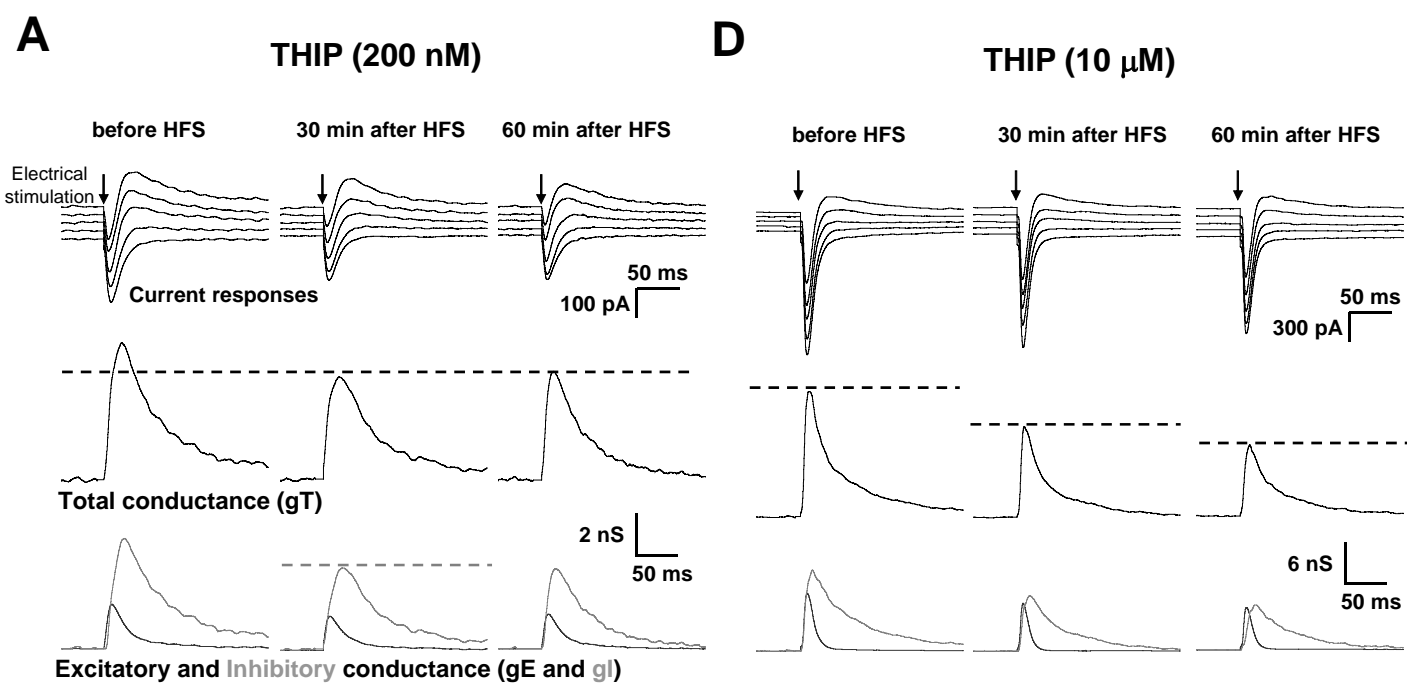 A
THIP (200 nM)
before HFS
30 min after HFS
60 min after HFS
Electrical
stimulation
Current responses
50 ms
100 pA
Total conductance (gT)
2 nS
50 ms
Excitatory and Inhibitory conductance (gE and gI)
D
THIP (10 μM)
before HFS
30 min after HFS
60 min after HFS
50 ms
300 pA
6 nS
50 ms